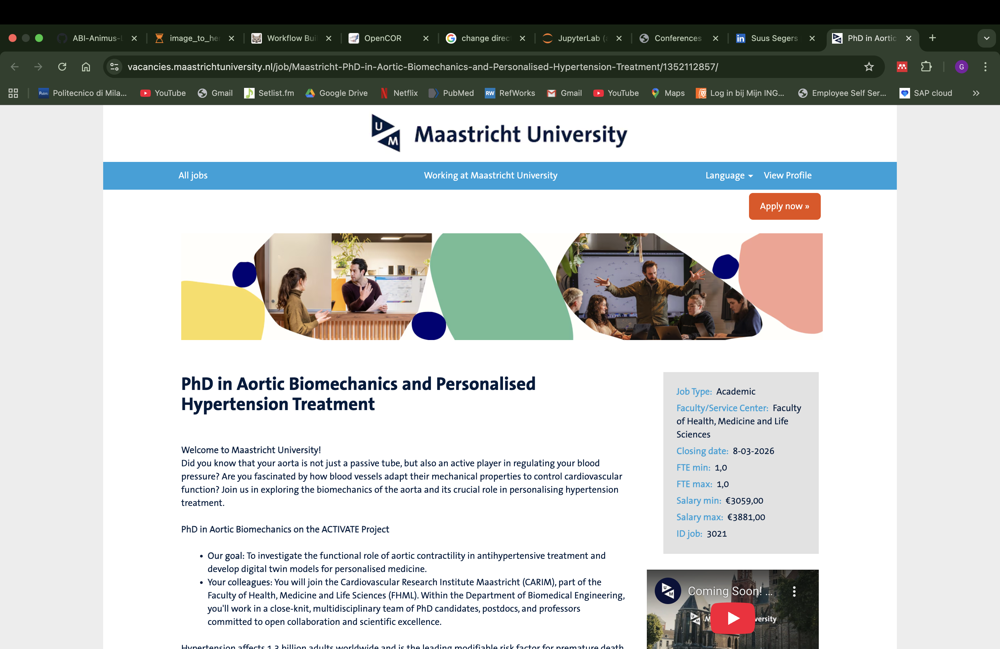 ABI-Animus-L
image_to_her
Workflow Buil
OpenCOR
change direc
JupyterLab (a
Conferences
Suus Segers
PhD in Aortic
vacancies.maastrichtuniversity.nl/job/Maastricht-PhD-in-Aortic-Biomechanics-and-Personalised-Hypertension-Treatment/1352112857/
G
Politecnico di Mila...
YouTube
Gmail
Setlist.fm
Google Drive
Netflix
PubMed
RW RefWorks
Gmail
YouTube
Maps
Log in bij Mijn ING...
Employee Self Ser...
SAP cloud
UM Maastricht University
All jobs
Working at Maastricht University
Language
View Profile
Apply now »
PhD in Aortic Biomechanics and Personalised
Hypertension Treatment
Welcome to Maastricht University!
Did you know that your aorta is not just a passive tube, but also an active player in regulating your blood
pressure? Are you fascinated by how blood vessels adapt their mechanical properties to control cardiovascular
function? Join us in exploring the biomechanics of the aorta and its crucial role in personalising hypertension
treatment.
PhD in Aortic Biomechanics on the ACTIVATE Project
• Our goal: To investigate the functional role of aortic contractility in antihypertensive treatment and
develop digital twin models for personalised medicine.
• Your colleagues: You will join the Cardiovascular Research Institute Maastricht (CARIM), part of the
Faculty of Health, Medicine and Life Sciences (FHML). Within the Department of Biomedical Engineering,
you'll work in a close-knit, multidisciplinary team of PhD candidates, postdocs, and professors
committed to open collaboration and scientific excellence.
Hypertension affects 1.3 billion adults worldwide and is the leading modifiable risk factor for premature death
Job Type: Academic
Faculty/Service Center: Faculty
of Health, Medicine and Life
Sciences
Closing date: 8-03-2026
FTE min: 1,0
FTE max: 1,0
Salary min: €3059,00
Salary max: €3881,00
ID job: 3021
UM Coming Soon! ...
UM M versity